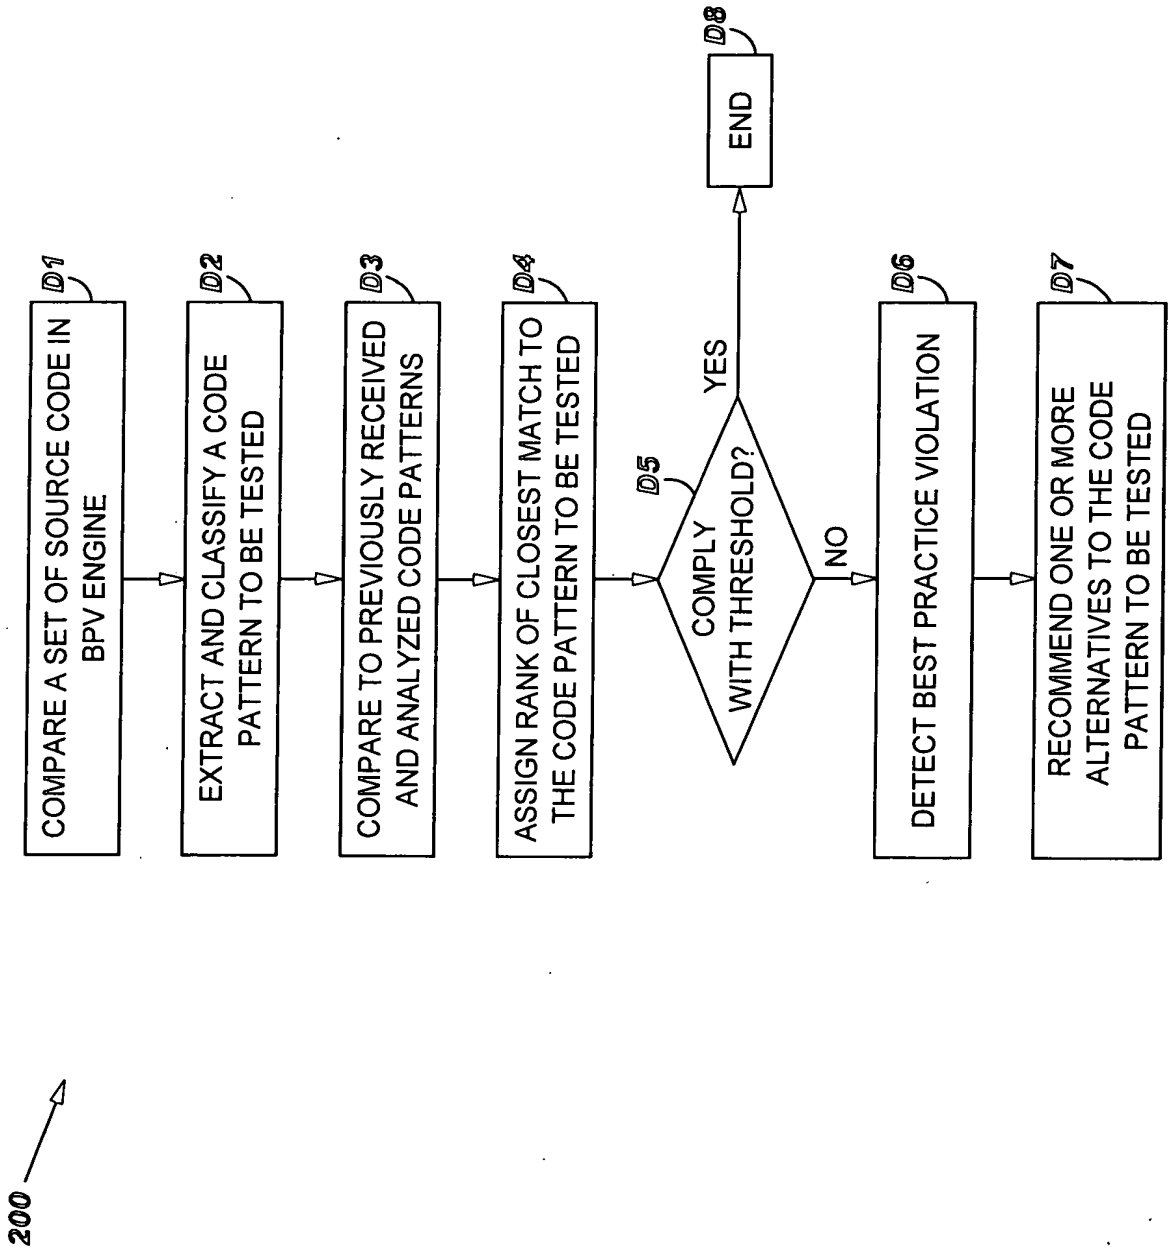 200
D1
COMPARE A SET OF SOURCE CODE IN
BPV ENGINE
D2
EXTRACT AND CLASSIFY A CODE
PATTERN TO BE TESTED
D3
COMPARE TO PREVIOUSLY RECEIVED
AND ANALYZED CODE PATTERNS
D4
ASSIGN RANK OF CLOSEST MATCH TO
THE CODE PATTERN TO BE TESTED
D5
COMPLY
WITH THRESHOLD?
YES
D8
END
NO
D6
DETECT BEST PRACTICE VIOLATION
D7
RECOMMEND ONE OR MORE
ALTERNATIVES TO THE CODE
PATTERN TO BE TESTED